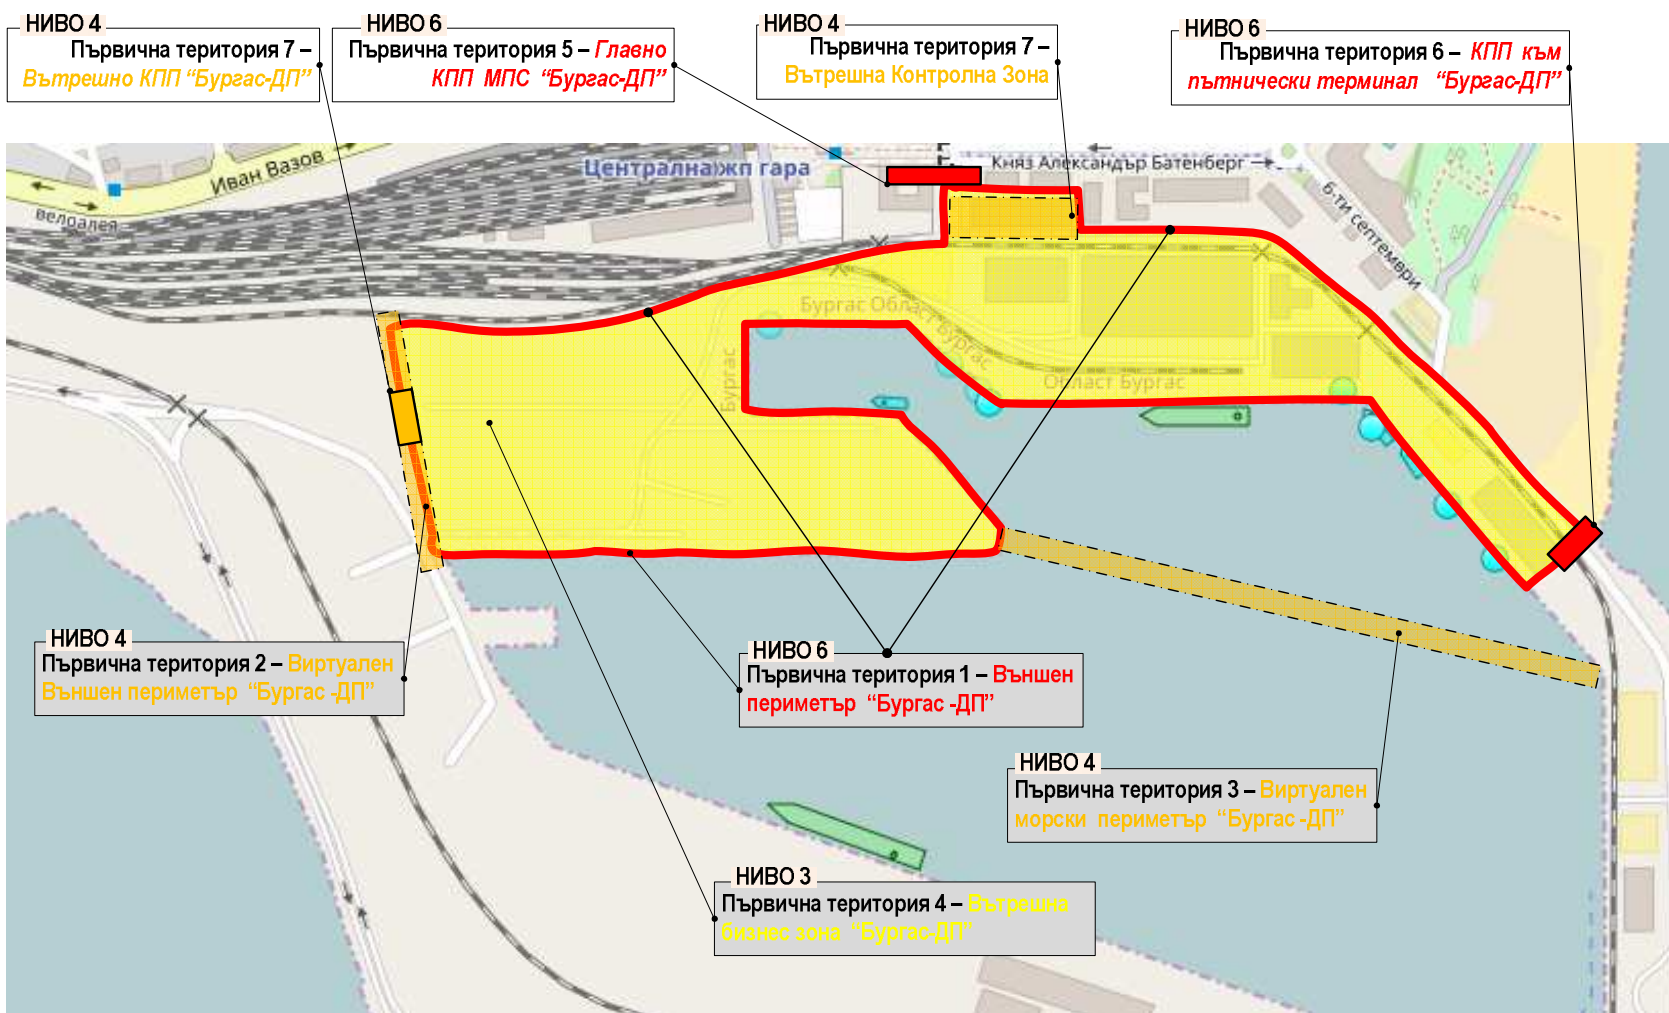 НИВО 4
Първична територия 7 –
Вътрешно КПП “Бургас-ДП”
НИВО 6
Първична територия 5 – Главно
КПП МПС “Бургас-ДП”
НИВО 4
Първична територия 7 –
Вътрешна Контролна Зона
НИВО 6
Първична територия 6 – КПП към
пътнически терминал “Бургас-ДП”
Иван Вазов
велоалея
Централна жп гара
Княз Александър Батенберг
6-ти септември
Бургас Област Бургас
Област Бургас
Бургас
НИВО 4
Първична територия 2 – Виртуален
Външен периметър “Бургас -ДП”
НИВО 6
Първична територия 1 – Външен
периметър “Бургас -ДП”
НИВО 4
Първична територия 3 – Виртуален
морски периметър “Бургас -ДП”
НИВО 3
Първична територия 4 – Вътрешна
бизнес зона “Бургас-ДП”